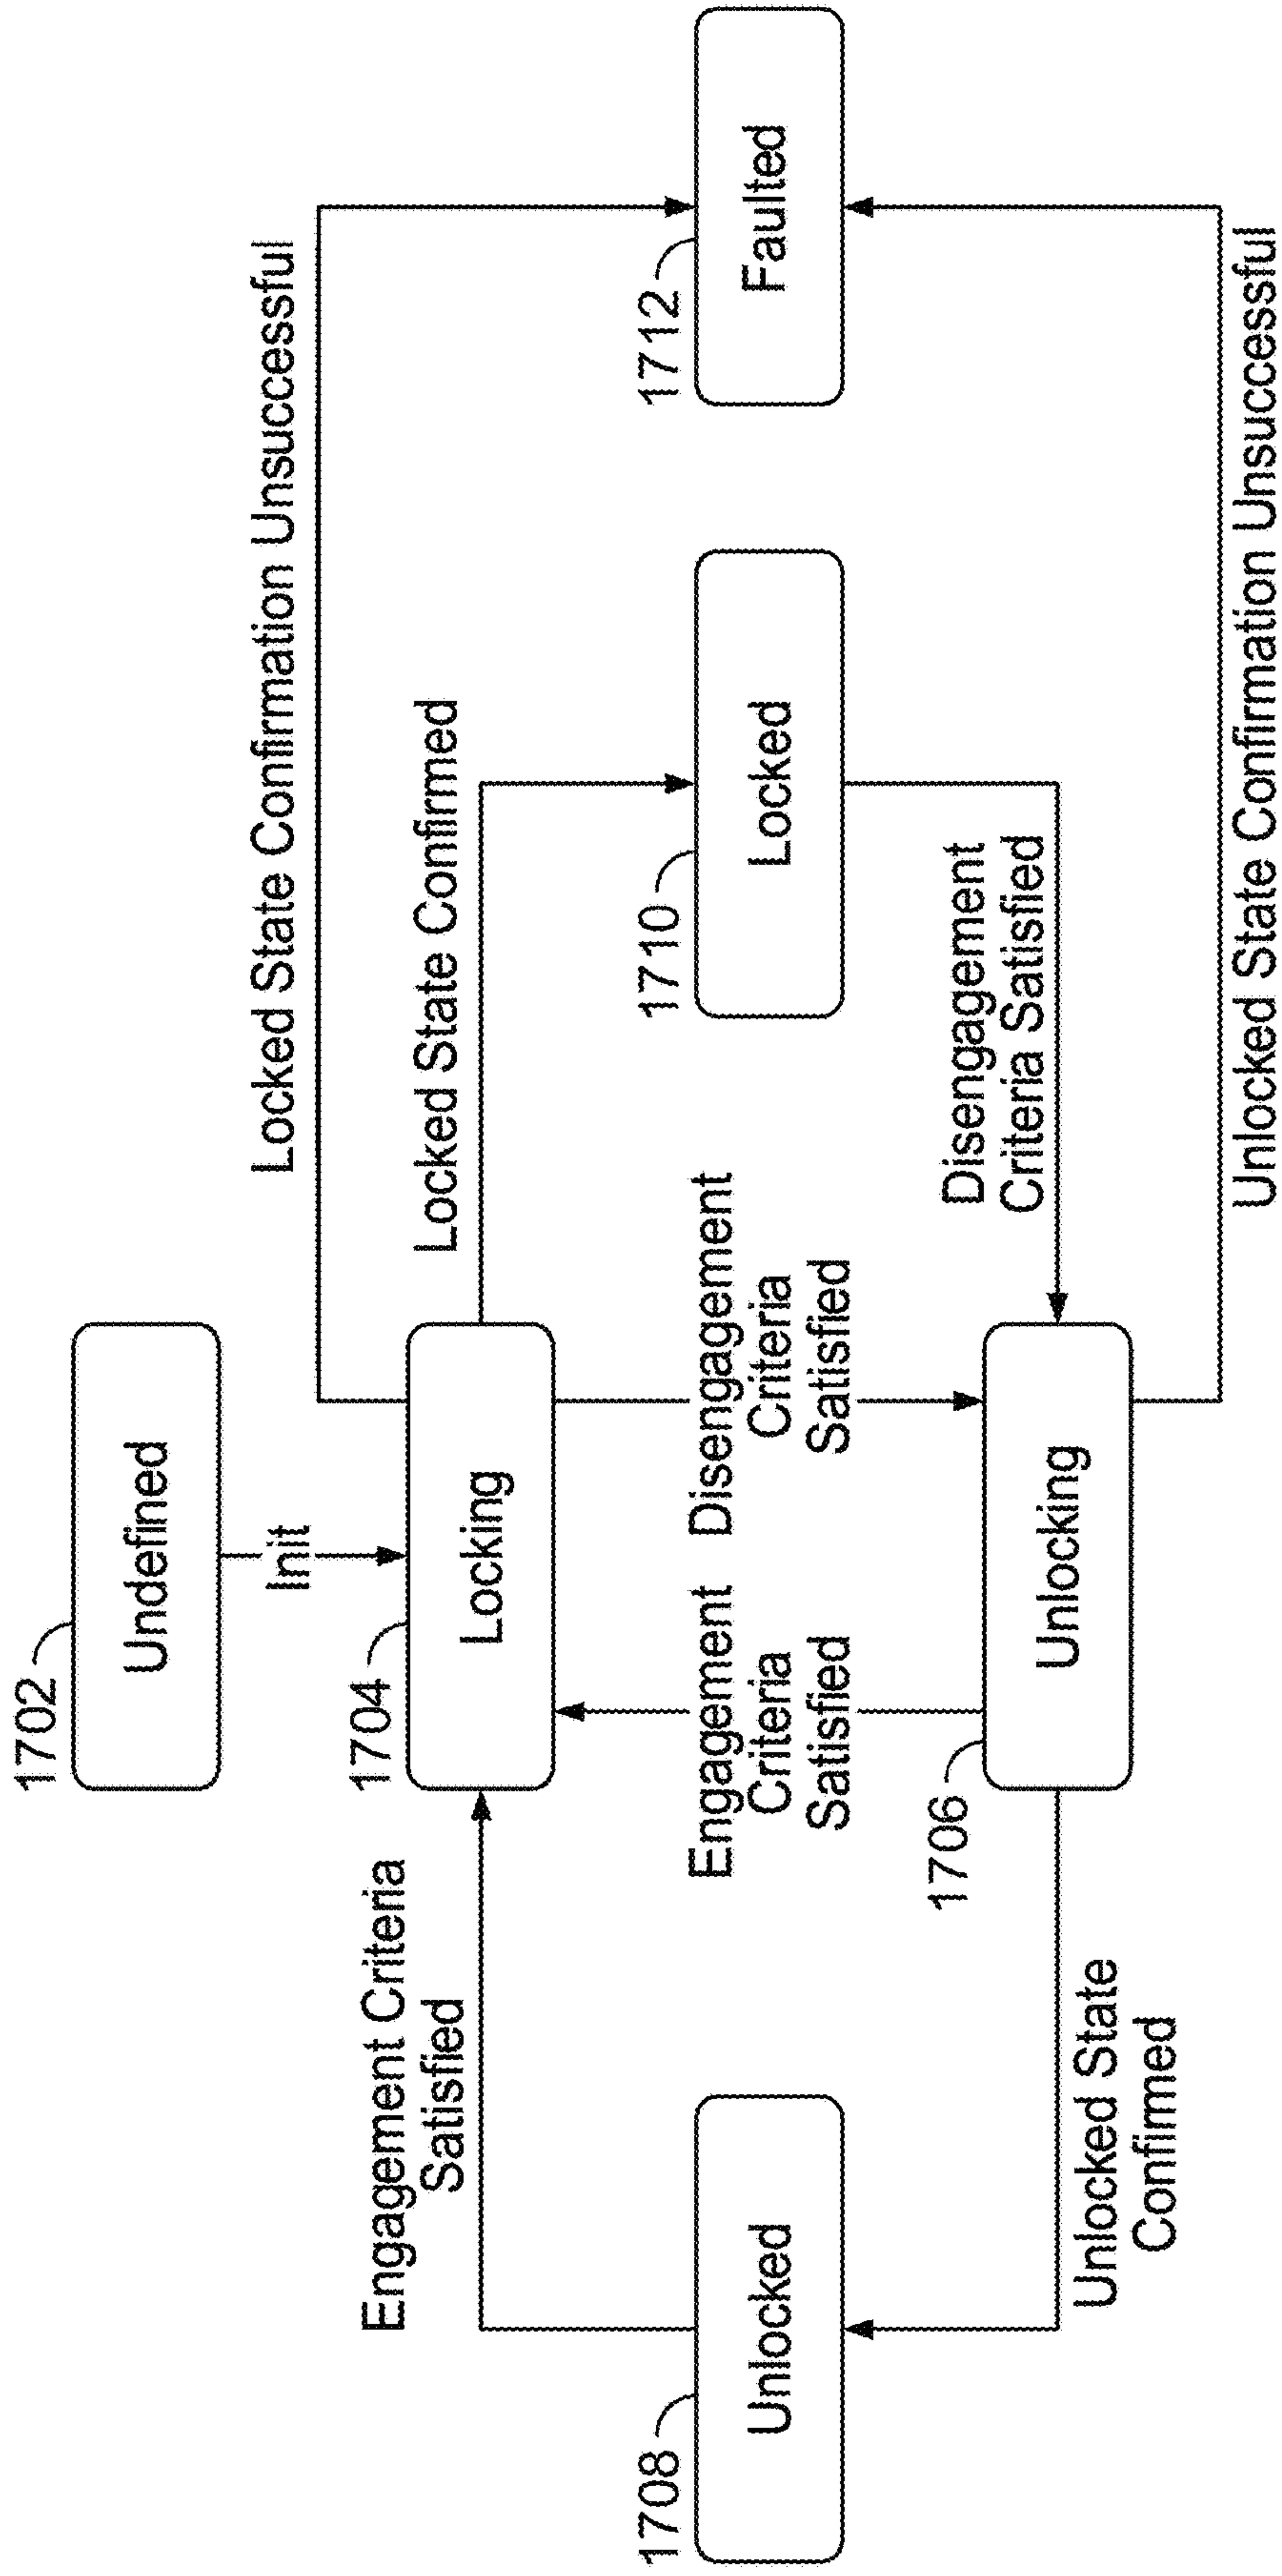 1702
Undefined
Init
Locked State Confirmation Unsuccessful
Engagement Criteria
Satisfied
1704
Locking
Locked State Confirmed
1708
Unlocked
Engagement
Criteria
Satisfied
Disengagement
Criteria
Satisfied
1710
Locked
1712
Faulted
1706
Unlocking
Disengagement
Criteria Satisfied
Unlocked State
Confirmed
Unlocked State Confirmation Unsuccessful